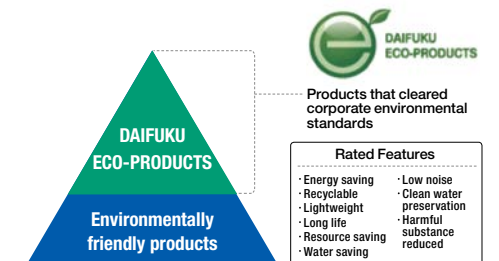 DAIFUKU
ECO-PRODUCTS
Products that cleared
corporate environmental
standards
DAIFUKU
ECO-PRODUCTS
Environmentally
friendly products
Rated Features
· Energy saving
· Recyclable
· Lightweight
· Long life
· Resource saving
· Water saving
· Low noise
· Clean water
preservation
· Harmful
substance
reduced